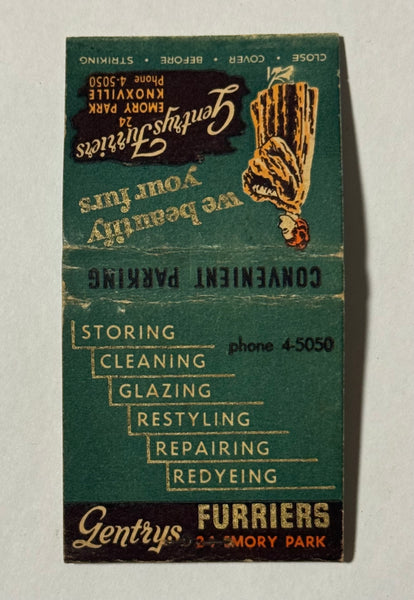 CLOSE • COVER • BEFORE • STRIKING
Gentrys Furriers
24
EMORY PARK
KNOXVILLE
Phone 4-5050
we beautify
your furs
CONVENIENT PARKING
STORING
phone 4-5050
CLEANING
GLAZING
RESTYLING
REPAIRING
REDYEING
Gentrys FURRIERS
24 EMORY PARK